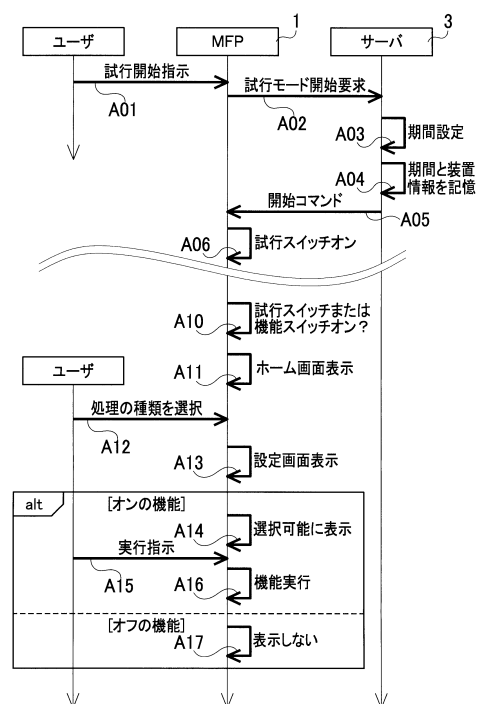 ユーザ
MFP
1
サーバ
3
試行開始指示
A01
試行モード開始要求
A02
期間設定
A03
期間と装置
情報を記憶
A04
開始コマンド
A05
試行スイッチオン
A06
試行スイッチまたは
機能スイッチオン？
A10
ユーザ
ホーム画面表示
A11
処理の種類を選択
A12
設定画面表示
A13
alt
[オンの機能]
選択可能に表示
A14
実行指示
A15
機能実行
A16
[オフの機能]
表示しない
A17